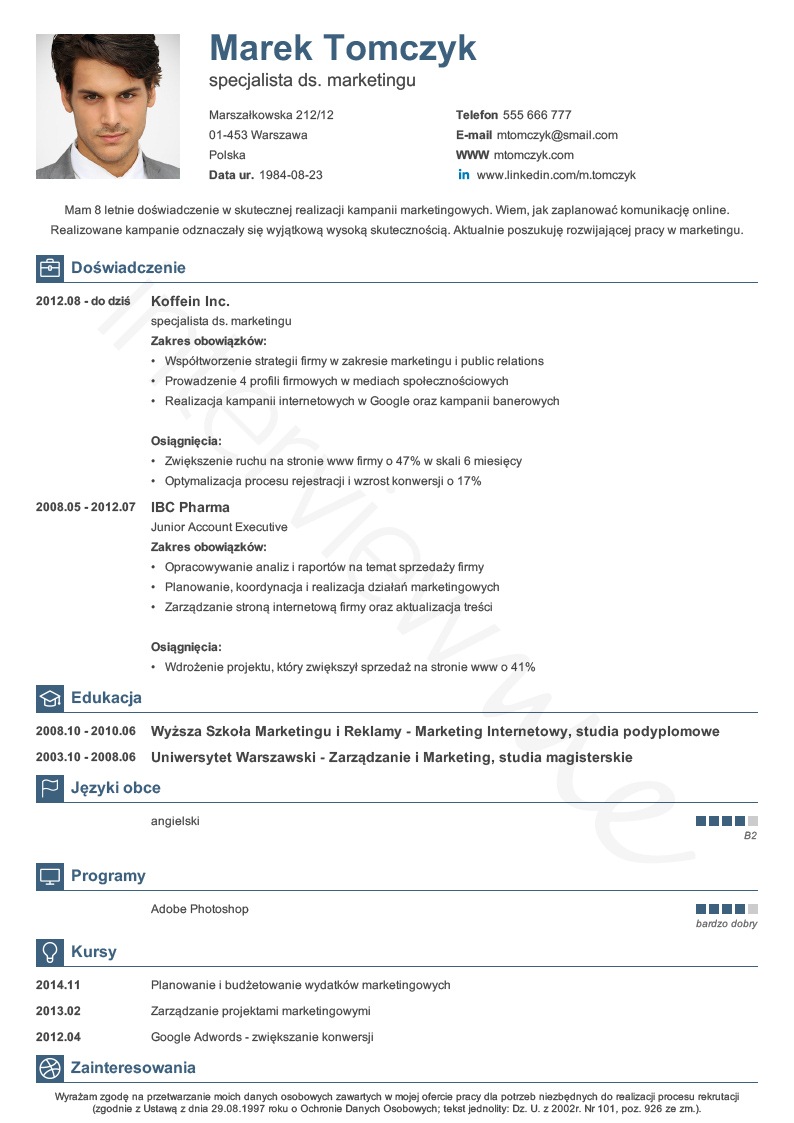 Marek Tomczyk
specjalista ds. marketingu
Marszałkowska 212/12
01-453 Warszawa
Polska
Data ur. 1984-08-23
Telefon 555 666 777
E-mail mtomczyk@smail.com
WWW mtomczyk.com
in www.linkedin.com/m.tomczyk
Mam 8 letnie doświadczenie w skutecznej realizacji kampanii marketingowych. Wiem, jak zaplanować komunikację online.
Realizowane kampanie odznaczały się wyjątkową wysoką skutecznością. Aktualnie poszukuję rozwijającej pracy w marketingu.
Doświadczenie
2012.08 - do dziś Koffein Inc.
specjalista ds. marketingu
Zakres obowiązków:
• Współtworzenie strategii firmy w zakresie marketingu i public relations
• Prowadzenie 4 profili firmowych w mediach społecznościowych
• Realizacja kampanii internetowych w Google oraz kampanii banerowych
Osiągnięcia:
• Zwiększenie ruchu na stronie www firmy o 47% w skali 6 miesięcy
• Optymalizacja procesu rejestracji i wzrost konwersji o 17%
2008.05 - 2012.07 IBC Pharma
Junior Account Executive
Zakres obowiązków:
• Opracowywanie analiz i raportów na temat sprzedaży firmy
• Planowanie, koordynacja i realizacja działań marketingowych
• Zarządzanie stroną internetową firmy oraz aktualizacja treści
Osiągnięcia:
• Wdrożenie projektu, który zwiększył sprzedaż na stronie www o 41%
Edukacja
2008.10 - 2010.06 Wyższa Szkoła Marketingu i Reklamy - Marketing Internetowy, studia podyplomowe
2003.10 - 2008.06 Uniwersytet Warszawski - Zarządzanie i Marketing, studia magisterskie
Języki obce
angielski
B2
Programy
Adobe Photoshop
bardzo dobry
Kursy
2014.11 Planowanie i budżetowanie wydatków marketingowych
2013.02 Zarządzanie projektami marketingowymi
2012.04 Google Adwords - zwiększanie konwersji
Zainteresowania
Wyrażam zgodę na przetwarzanie moich danych osobowych zawartych w mojej ofercie pracy dla potrzeb niezbędnych do realizacji procesu rekrutacji
(zgodnie z Ustawą z dnia 29.08.1997 roku o Ochronie Danych Osobowych; tekst jednolity: Dz. U. z 2002r. Nr 101, poz. 926 ze zm.).
interviewme